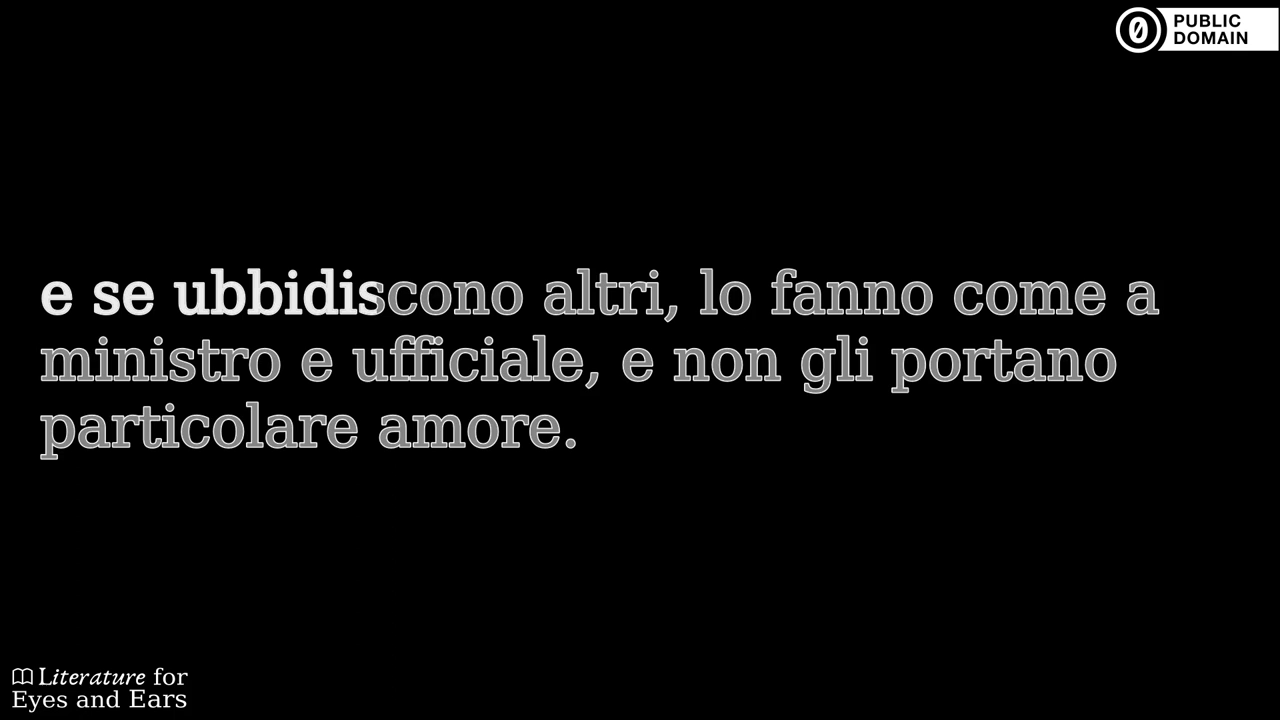 PUBLIC
DOMAIN
e se ubbidiscono altri, lo fanno come a
ministro e ufficiale, e non gli portano
particolare amore.
Literature for
Eyes and Ears